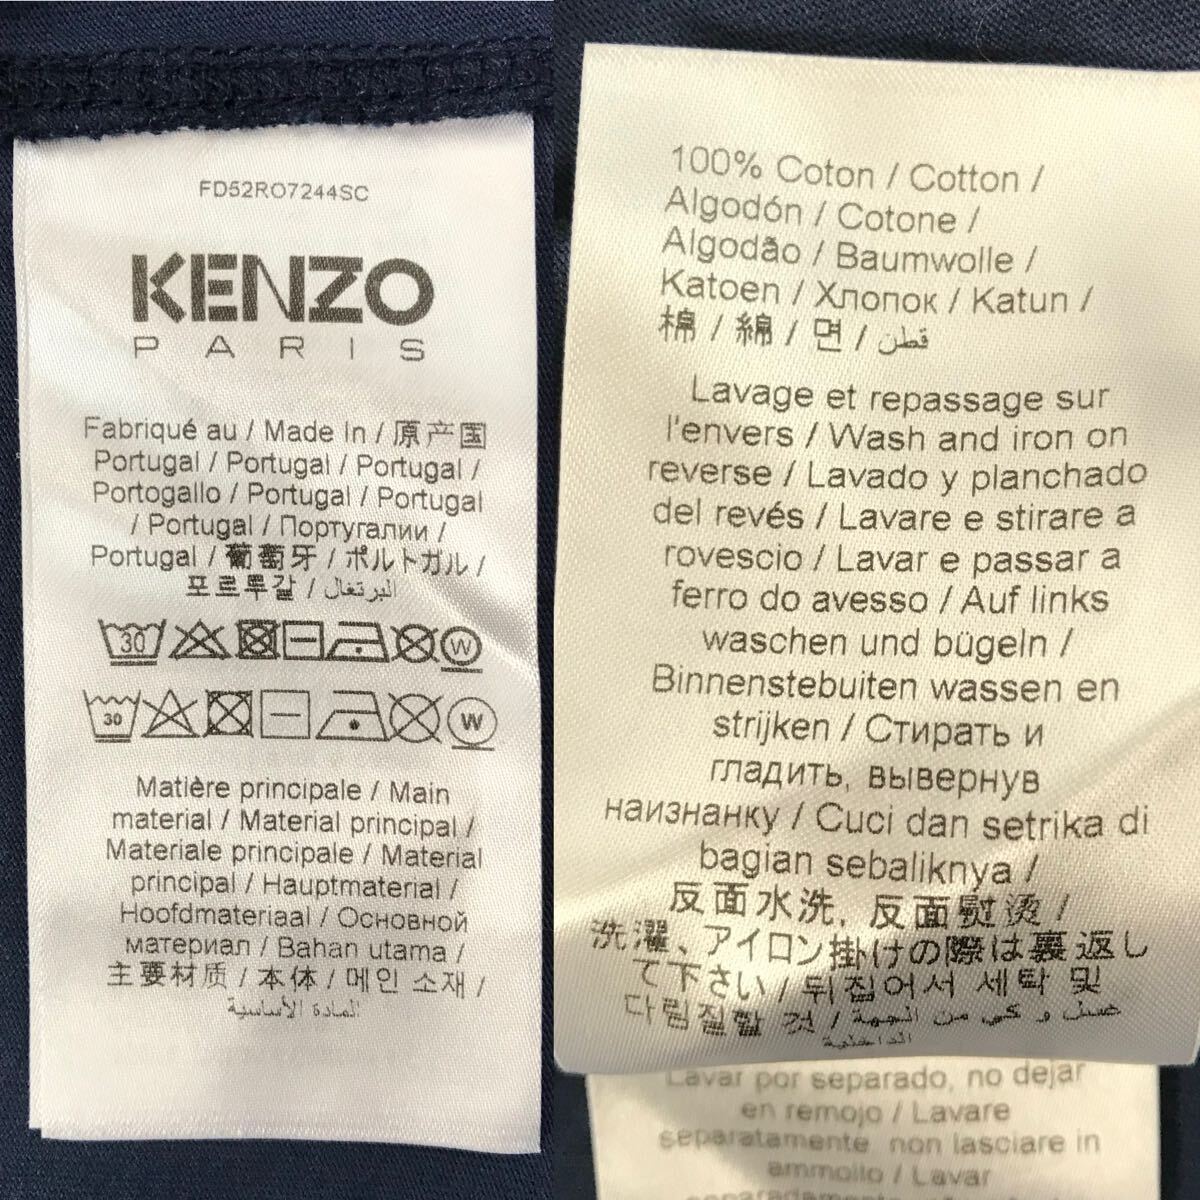 FD52RO7244SC
KENZO
PARIS
Fabriqué au / Made In / 原产国
Portugal / Portugal / Portugal /
Portogallo / Portugal / Portugal
/ Portugal / Португалии /
Portugal / 葡萄牙 / ポルトガル /
포르투갈 / البرتغال
30 W
30 W
Matière principale / Main
material / Material principal /
Materiale principale / Material
principal / Hauptmaterial /
Hoofdmateriaal / Основной
материал / Bahan utama /
主要材质 / 本体 / 메인 소재 /
المادة الأساسية
100% Coton / Cotton /
Algodón / Cotone /
Algodão / Baumwolle /
Katoen / Хлопок / Katun /
棉 / 綿 / 면 / قطن
Lavage et repassage sur
l'envers / Wash and iron on
reverse / Lavado y planchado
del revés / Lavare e stirare a
rovescio / Lavar e passar a
ferro do avesso / Auf links
waschen und bügeln /
Binnenstebuiten wassen en
strijken / Стирать и
гладить, вывернув
наизнанку / Cuci dan setrika di
bagian sebaliknya /
反面水洗, 反面熨烫 /
洗濯、アイロン掛けの際は裏返し
て下さい / 뒤집어서 세탁 및
다림질할 것 / غسل و كي من الجهة
الداخلية
Lavar por separado, no dejar
en remojo / Lavare
separatamente non lasciare in
ammollo / Lavar
separadamente